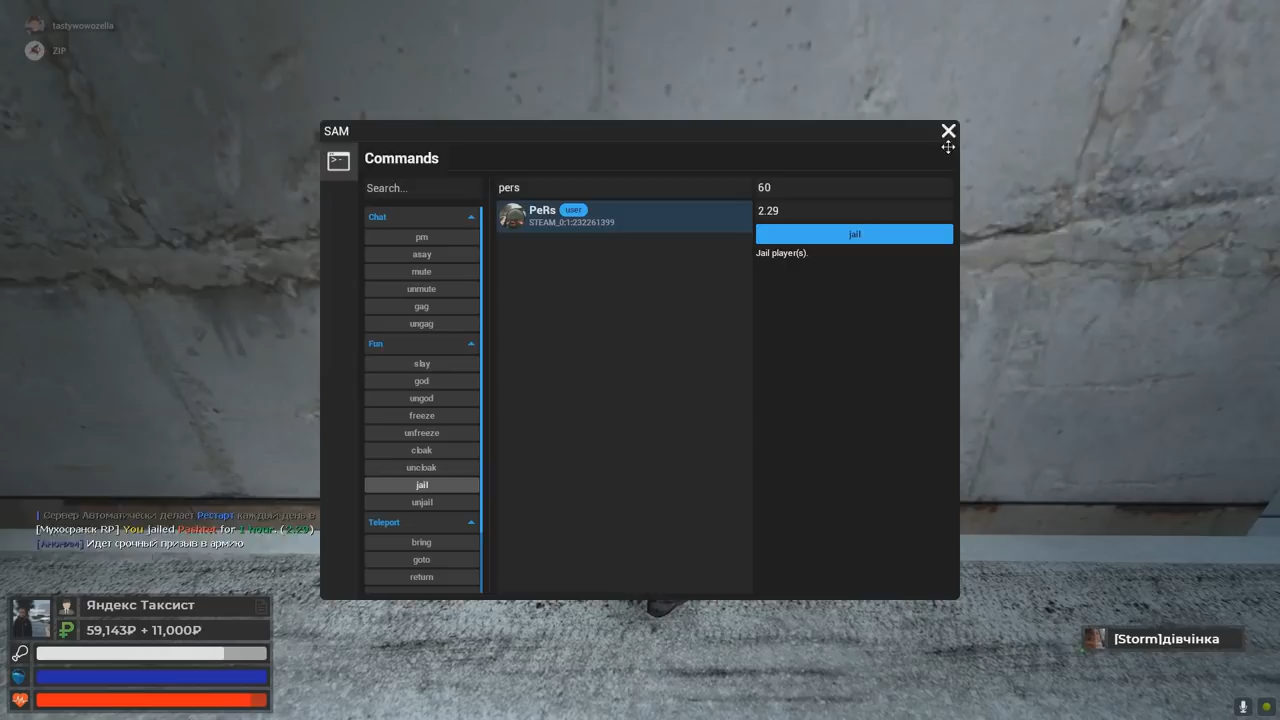 tastywowozella
ZIP
SAM
Commands
Search...
pers
60
Chat
PeRs user
STEAM_0:1:232261399
2.29
jail
Jail player(s).
pm
asay
mute
unmute
gag
ungag
Fun
slay
god
ungod
freeze
unfreeze
cloak
uncloak
jail
unjail
Teleport
bring
goto
return
| Сервер Автоматически делает Рестарт каждый день в
[Мухосранск RP] You jailed Pashtet for 1 hour. (2.29)
[Аноним] Идет срочный призыв в армию
Яндекс Таксист
59,143₽ + 11,000₽
[Storm]дівчінка